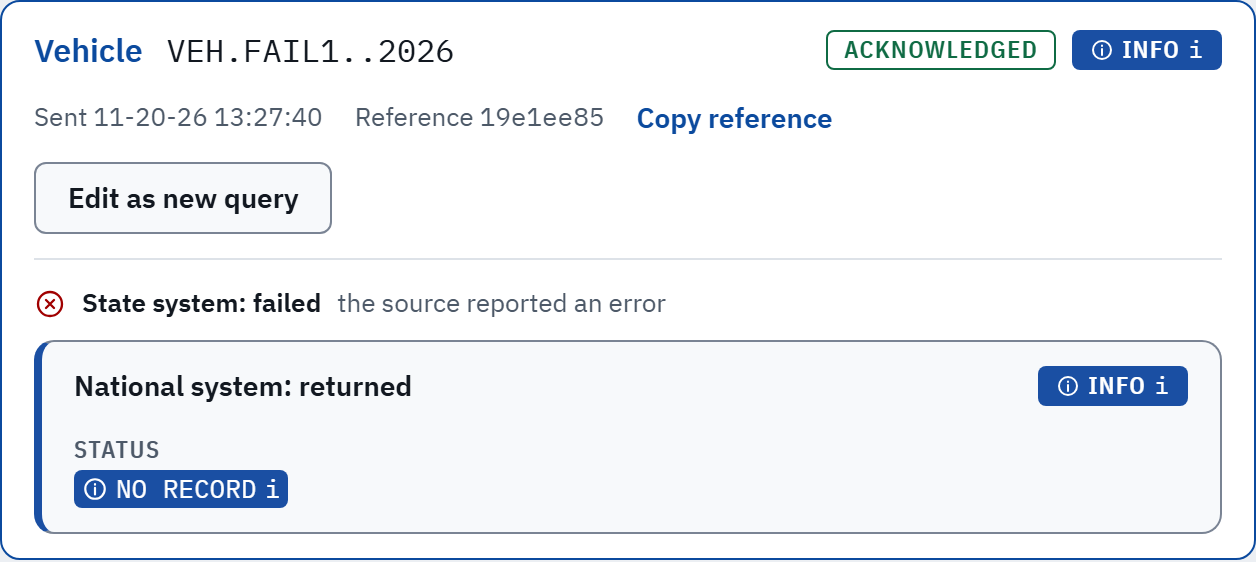 Vehicle VEH.FAIL1..2026 ACKNOWLEDGED INFO i
Sent 11-20-26 13:27:40 Reference 19e1ee85 Copy reference
Edit as new query
State system: failed the source reported an error
National system: returned INFO i
STATUS
NO RECORD i